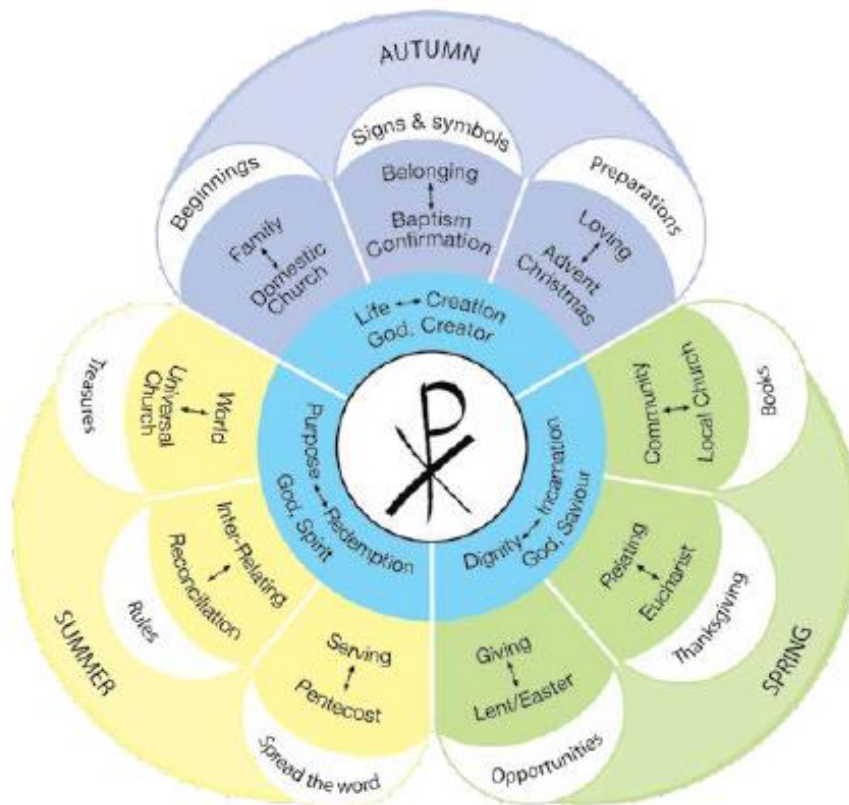 AUTUMN
Beginnings
Family
Domestic
Church
Signs & symbols
Belonging
Baptism
Confirmation
Preparations
Loving
Advent
Christmas
Life Creation
God, Creator
SPRING
Books
Community
Local Church
Thanksgiving
Relating
Eucharist
Opportunities
Giving
Lent/Easter
Dignity Incarnation
God, Saviour
SUMMER
Spread the word
Serving
Pentecost
Rules
Inter-Relating
Reconciliation
Treasures
World
Universal
Church
Purpose Redemption
God, Spirit